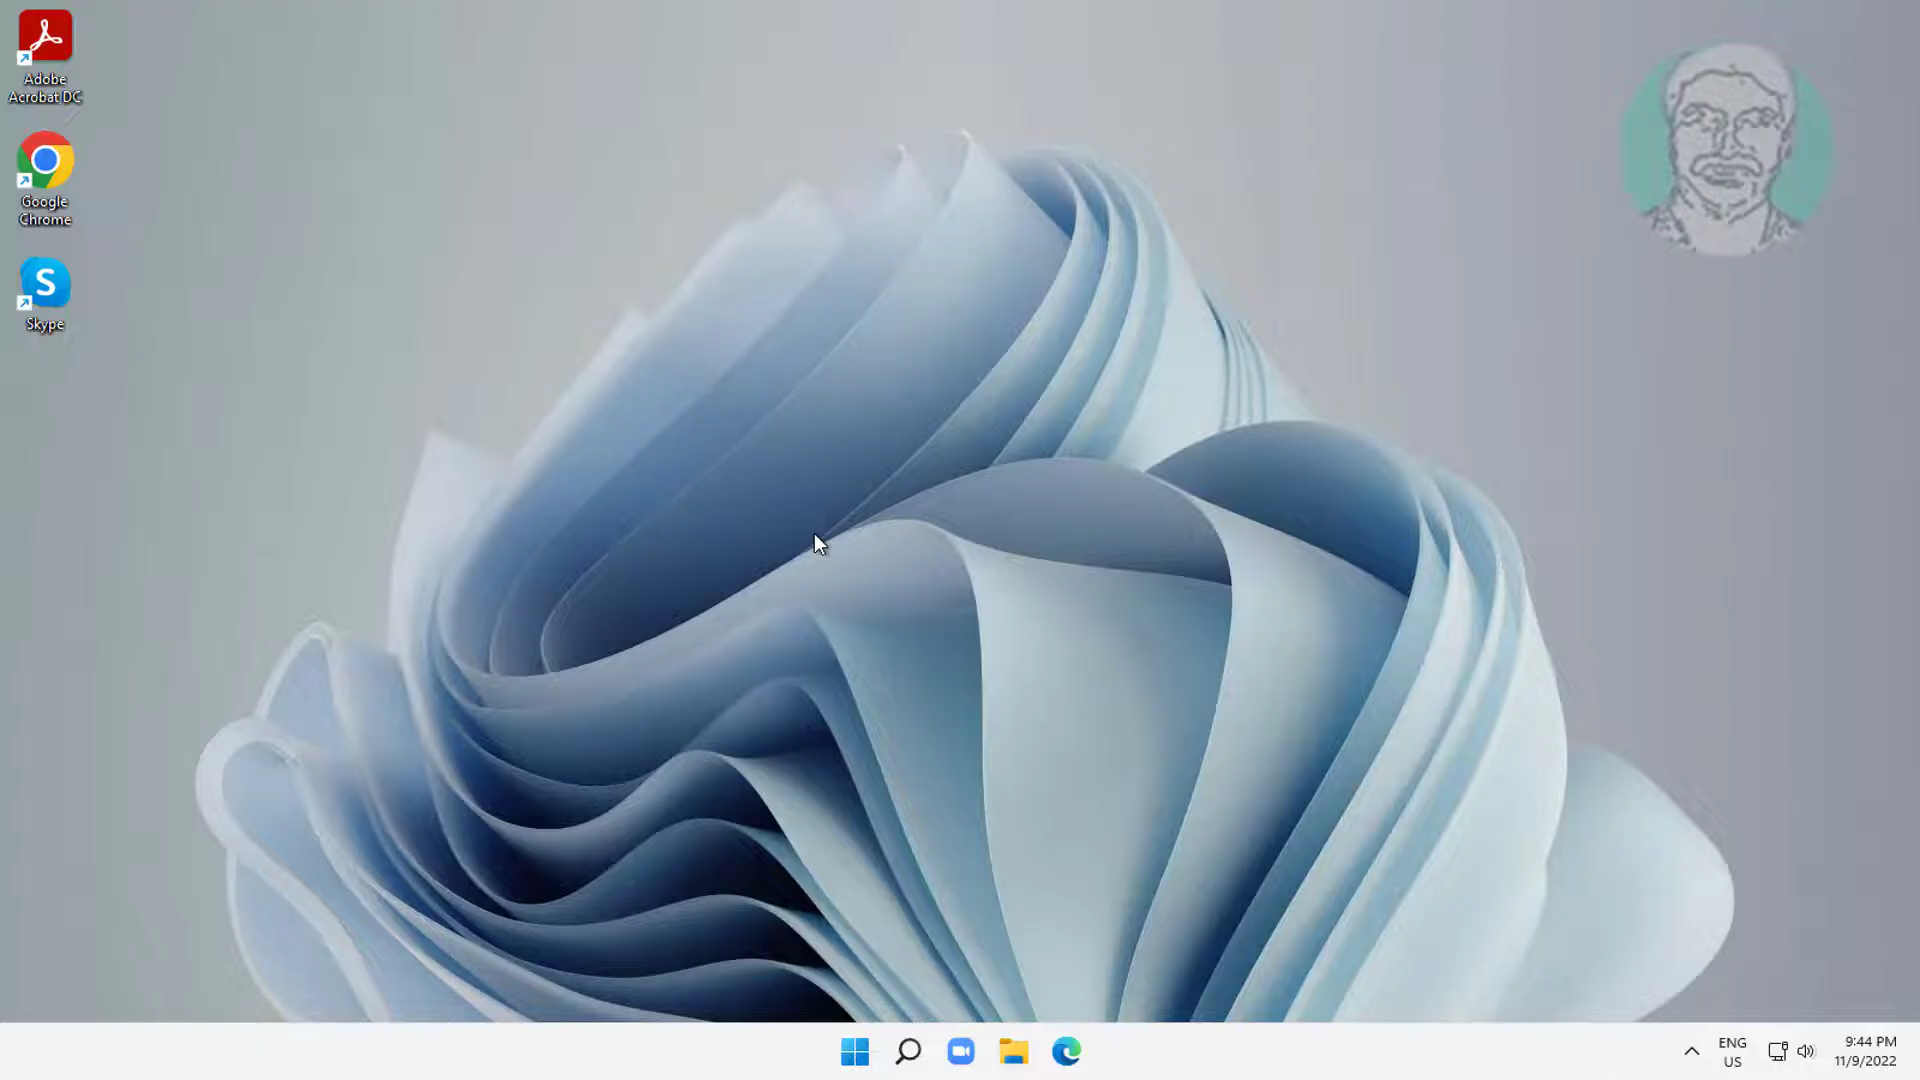 Adobe
Acrobat DC
Google
Chrome
S
Skype
ENG
US
9:44 PM
11/9/2022